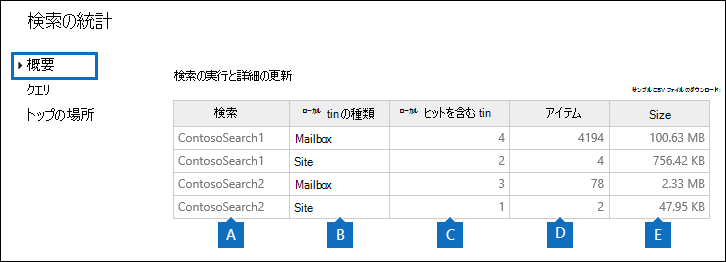 検索の統計
概要
クエリ
トップの場所
検索の実行と詳細の更新
サンプル CSV ファイルのダウンロード:
検索 ローカル tin の種類 ローカル ヒットを含む tin アイテム Size
ContosoSearch1 Mailbox 4 4194 100.63 MB
ContosoSearch1 Site 2 4 756.42 KB
ContosoSearch2 Mailbox 3 78 2.33 MB
ContosoSearch2 Site 1 2 47.95 KB
A B C D E